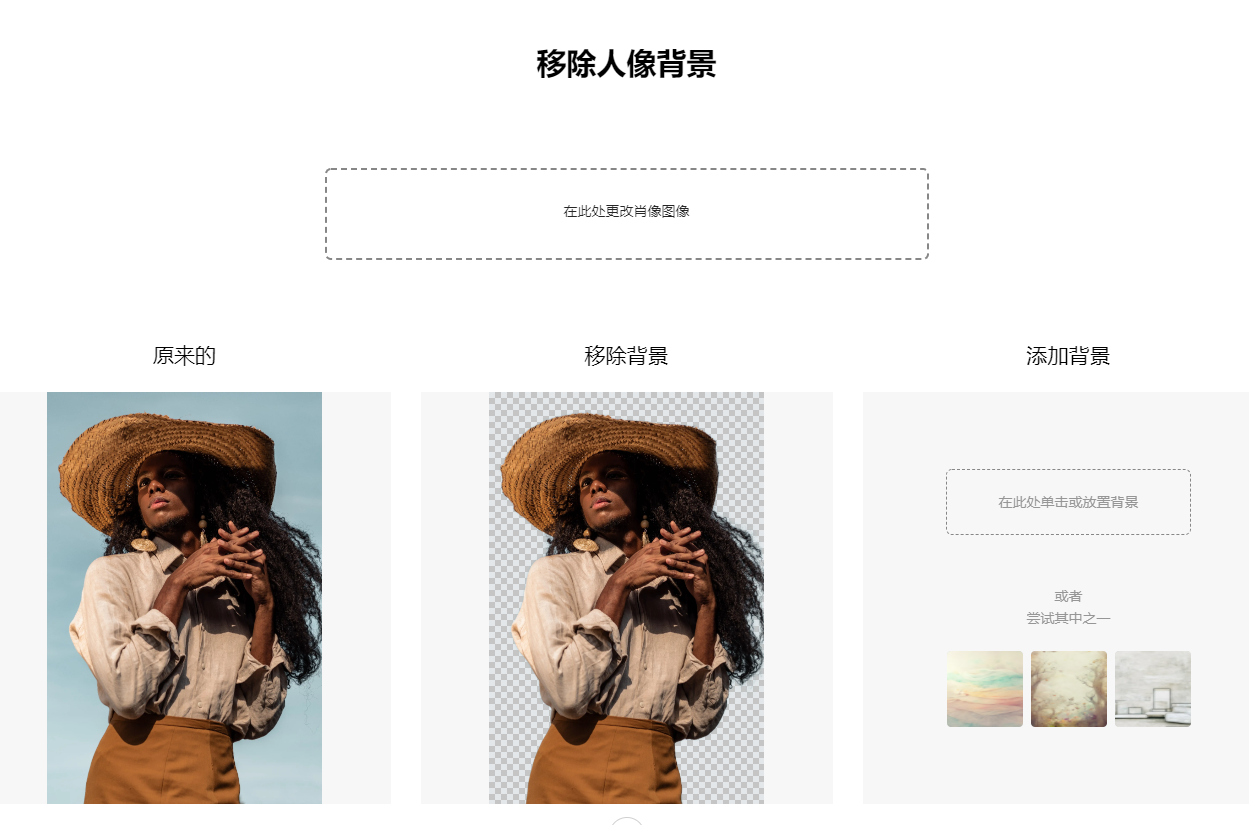 移除人像背景
在此处更改肖像图像
原来的
移除背景
添加背景
在此处单击或放置背景
或者
尝试其中之一